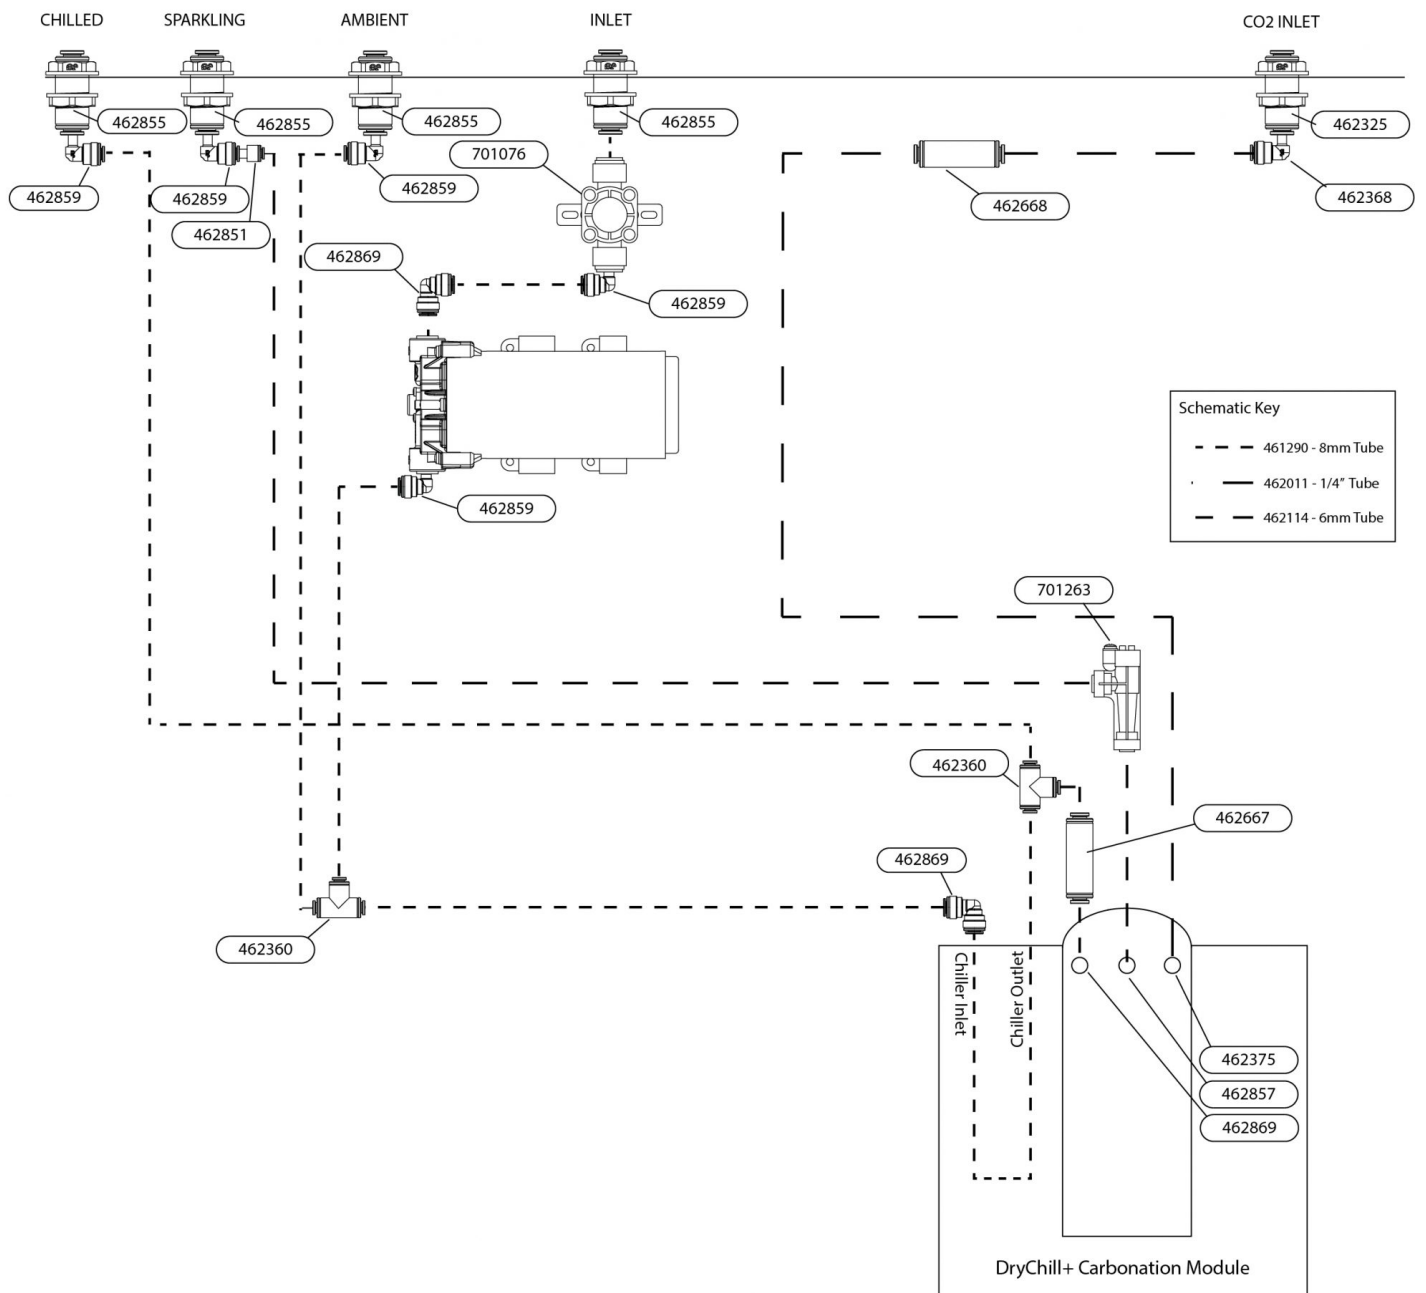 CHILLED
SPARKLING
AMBIENT
INLET
CO2 INLET
462855
462855
462855
462855
462325
701076
462859
462859
462859
462668
462368
462851
462869
462859
Schematic Key
461290 - 8mm Tube
462011 - 1/4" Tube
462114 - 6mm Tube
462859
701263
462360
462667
462869
462360
Chiller Inlet
Chiller Outlet
462375
462857
462869
DryChill+ Carbonation Module